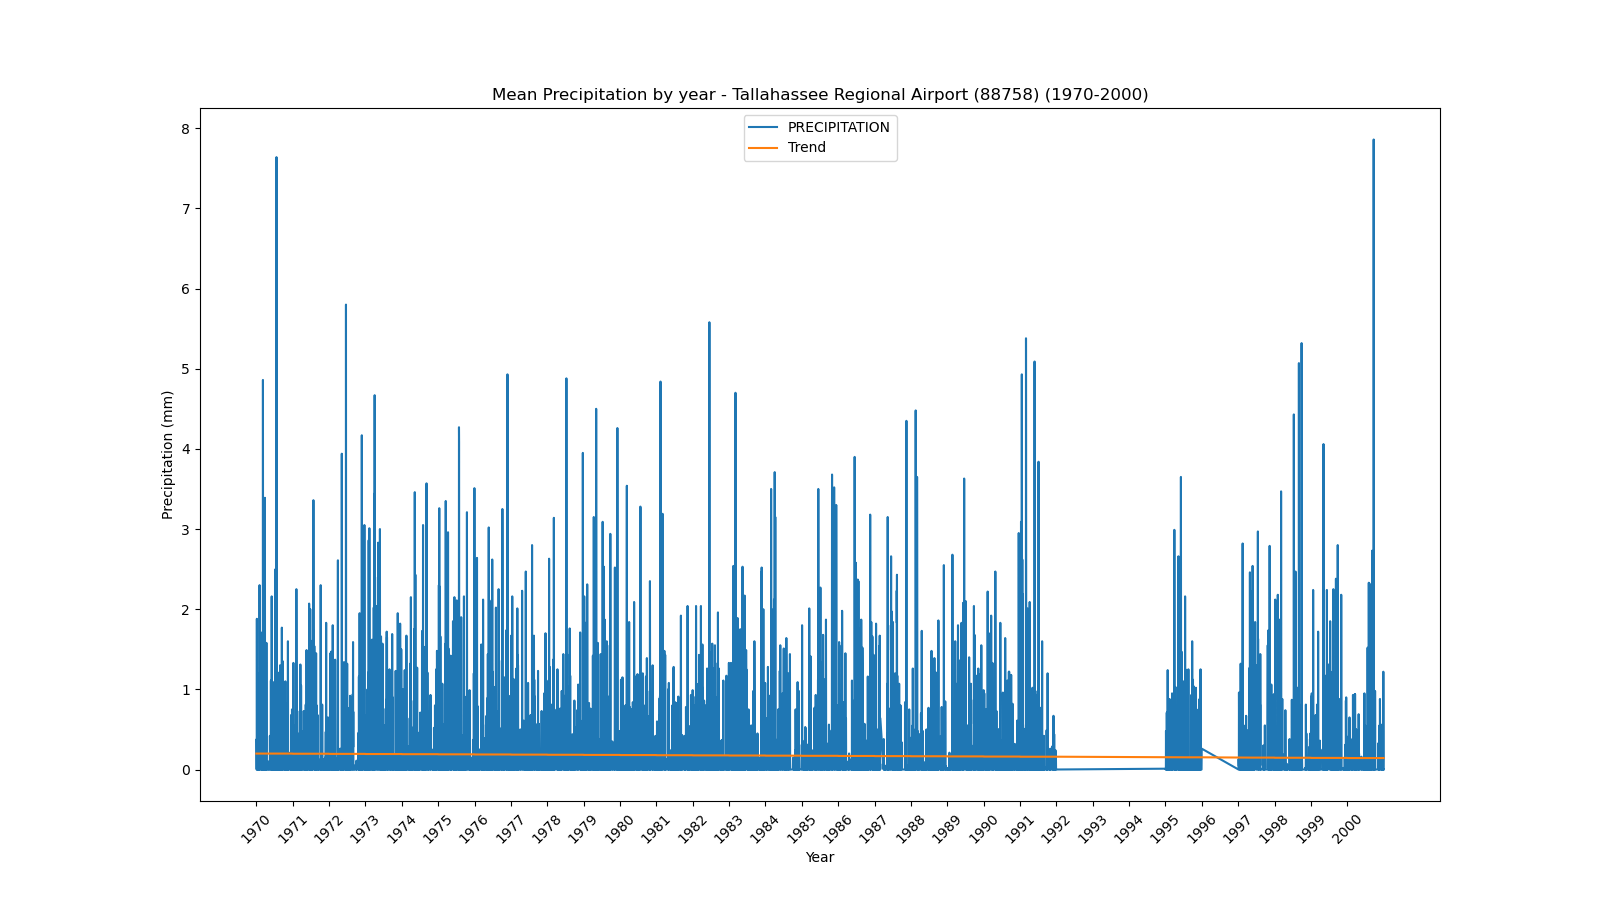 Mean Precipitation by year - Tallahassee Regional Airport (88758) (1970-2000)
PRECIPITATION
Trend
8
7
6
5
4
3
2
1
0
Precipitation (mm)
1970 1971 1972 1973 1974 1975 1976 1977 1978 1979 1980 1981 1982 1983 1984 1985 1986 1987 1988 1989 1990 1991 1992 1993 1994 1995 1996 1997 1998 1999 2000
Year